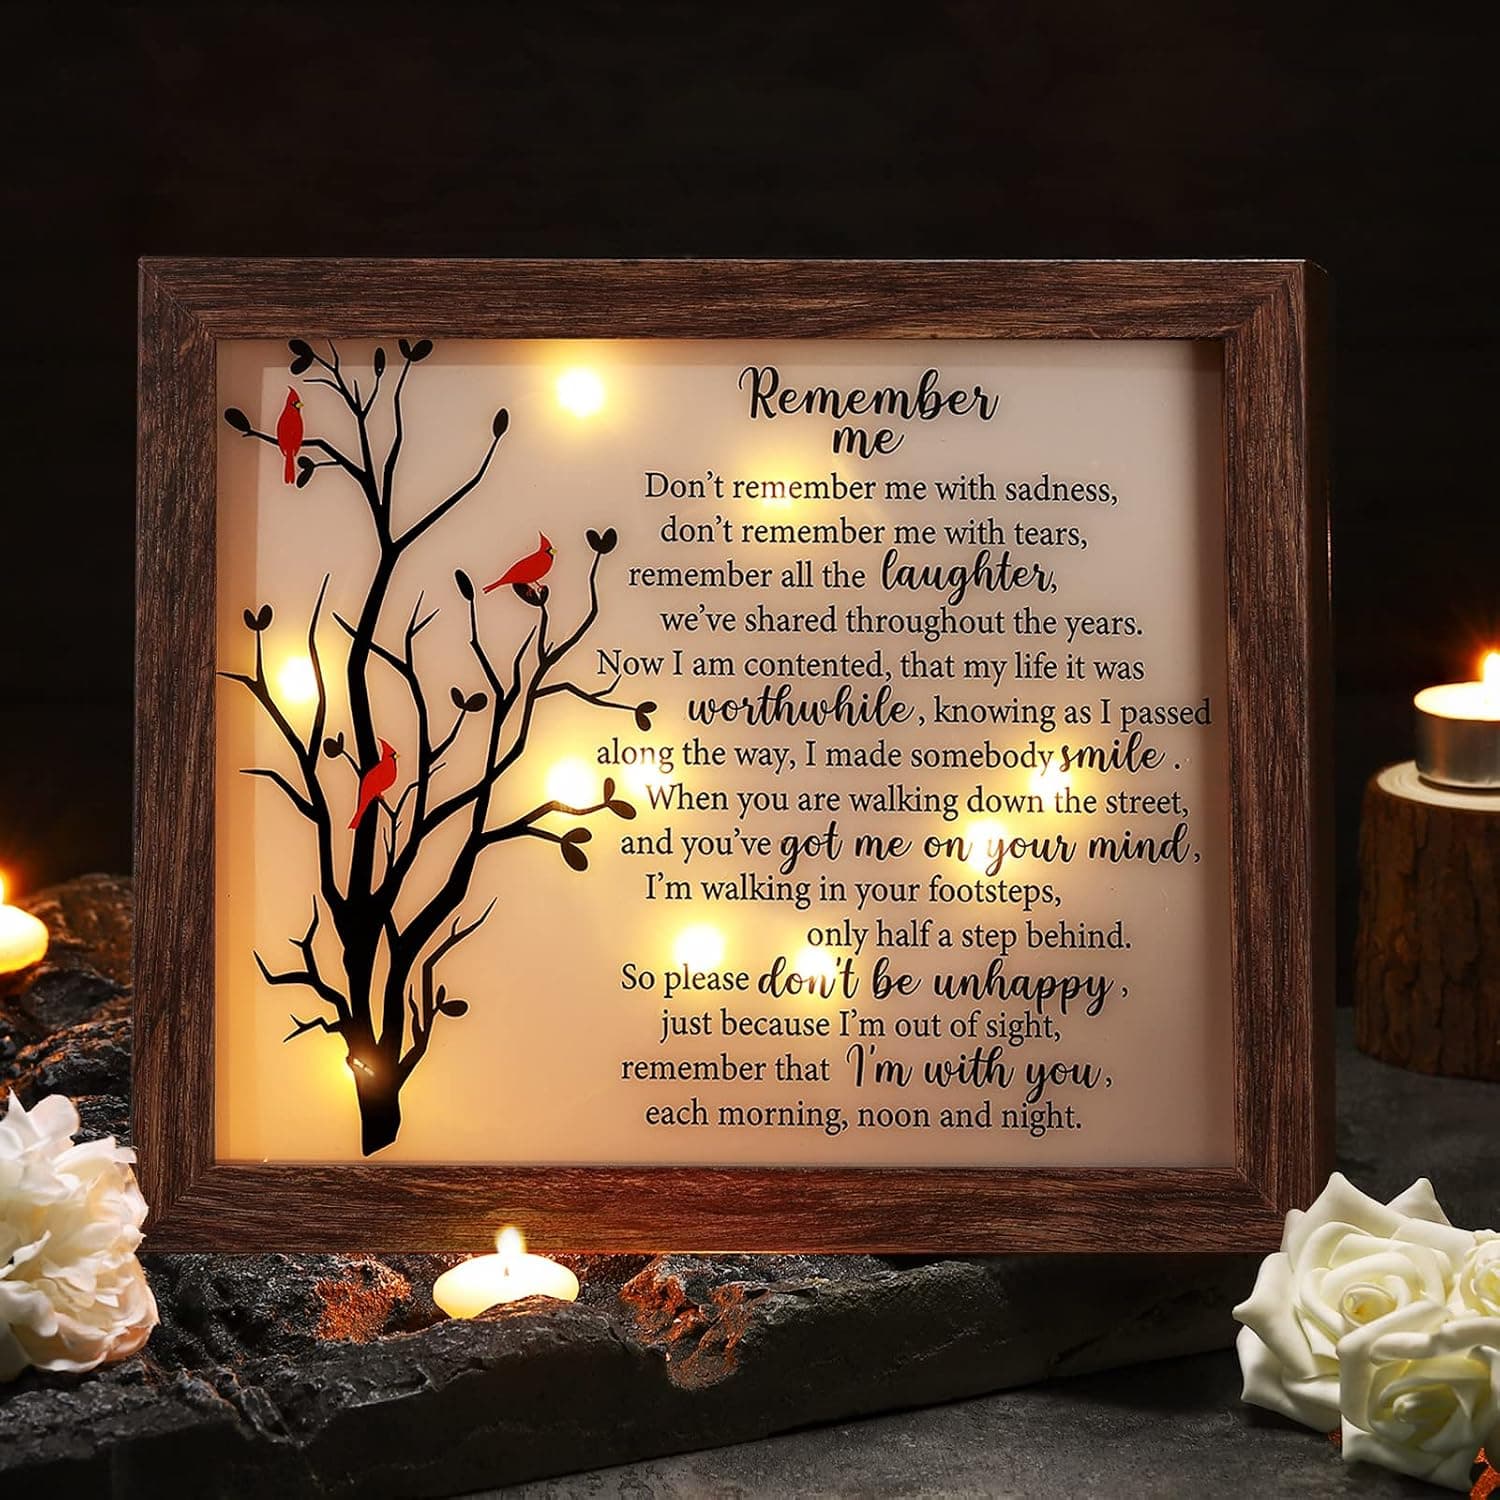 Remember
me
Don't remember me with sadness,
don't remember me with tears,
remember all the laughter,
we've shared throughout the years.
Now I am contented, that my life it was
worthwhile, knowing as I passed
along the way, I made somebody smile.
When you are walking down the street,
and you've got me on your mind,
I'm walking in your footsteps,
only half a step behind.
So please don't be unhappy,
just because I'm out of sight,
remember that I'm with you,
each morning, noon and night.